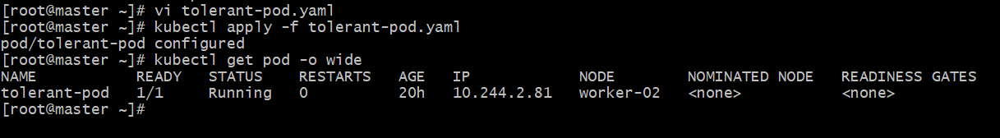 [root@master ~]# vi tolerant-pod.yaml
[root@master ~]# kubectl apply -f tolerant-pod.yaml
pod/tolerant-pod configured
[root@master ~]# kubectl get pod -o wide
NAME           READY   STATUS    RESTARTS   AGE   IP            NODE        NOMINATED NODE   READINESS GATES
tolerant-pod   1/1     Running   0          20h   10.244.2.81   worker-02   <none>           <none>
[root@master ~]#